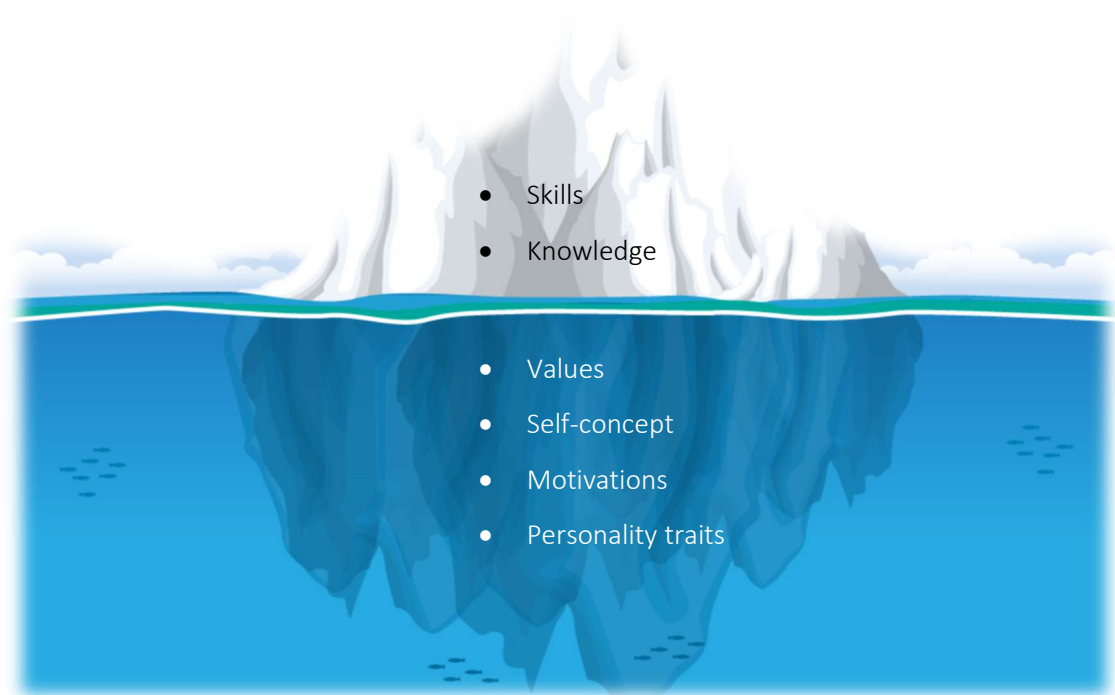 • Skills
• Knowledge
• Values
• Self-concept
• Motivations
• Personality traits